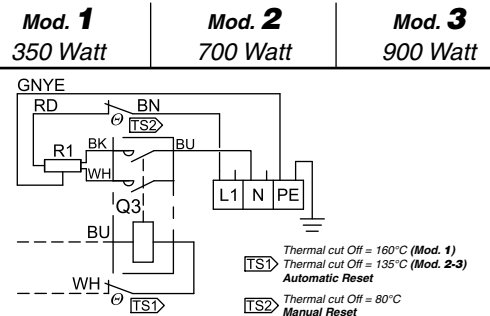 Mod. 1 Mod. 2 Mod. 3
350 Watt 700 Watt 900 Watt
GNYE
RD BN
Θ TS2
R1 BK BU
WH
L1 N PE
Q3
BU
Thermal cut Off = 160°C (Mod. 1)
TS1 Thermal cut Off = 135°C (Mod. 2-3)
Automatic Reset
WH
Θ TS1
TS2 Thermal cut Off = 80°C
Manual Reset